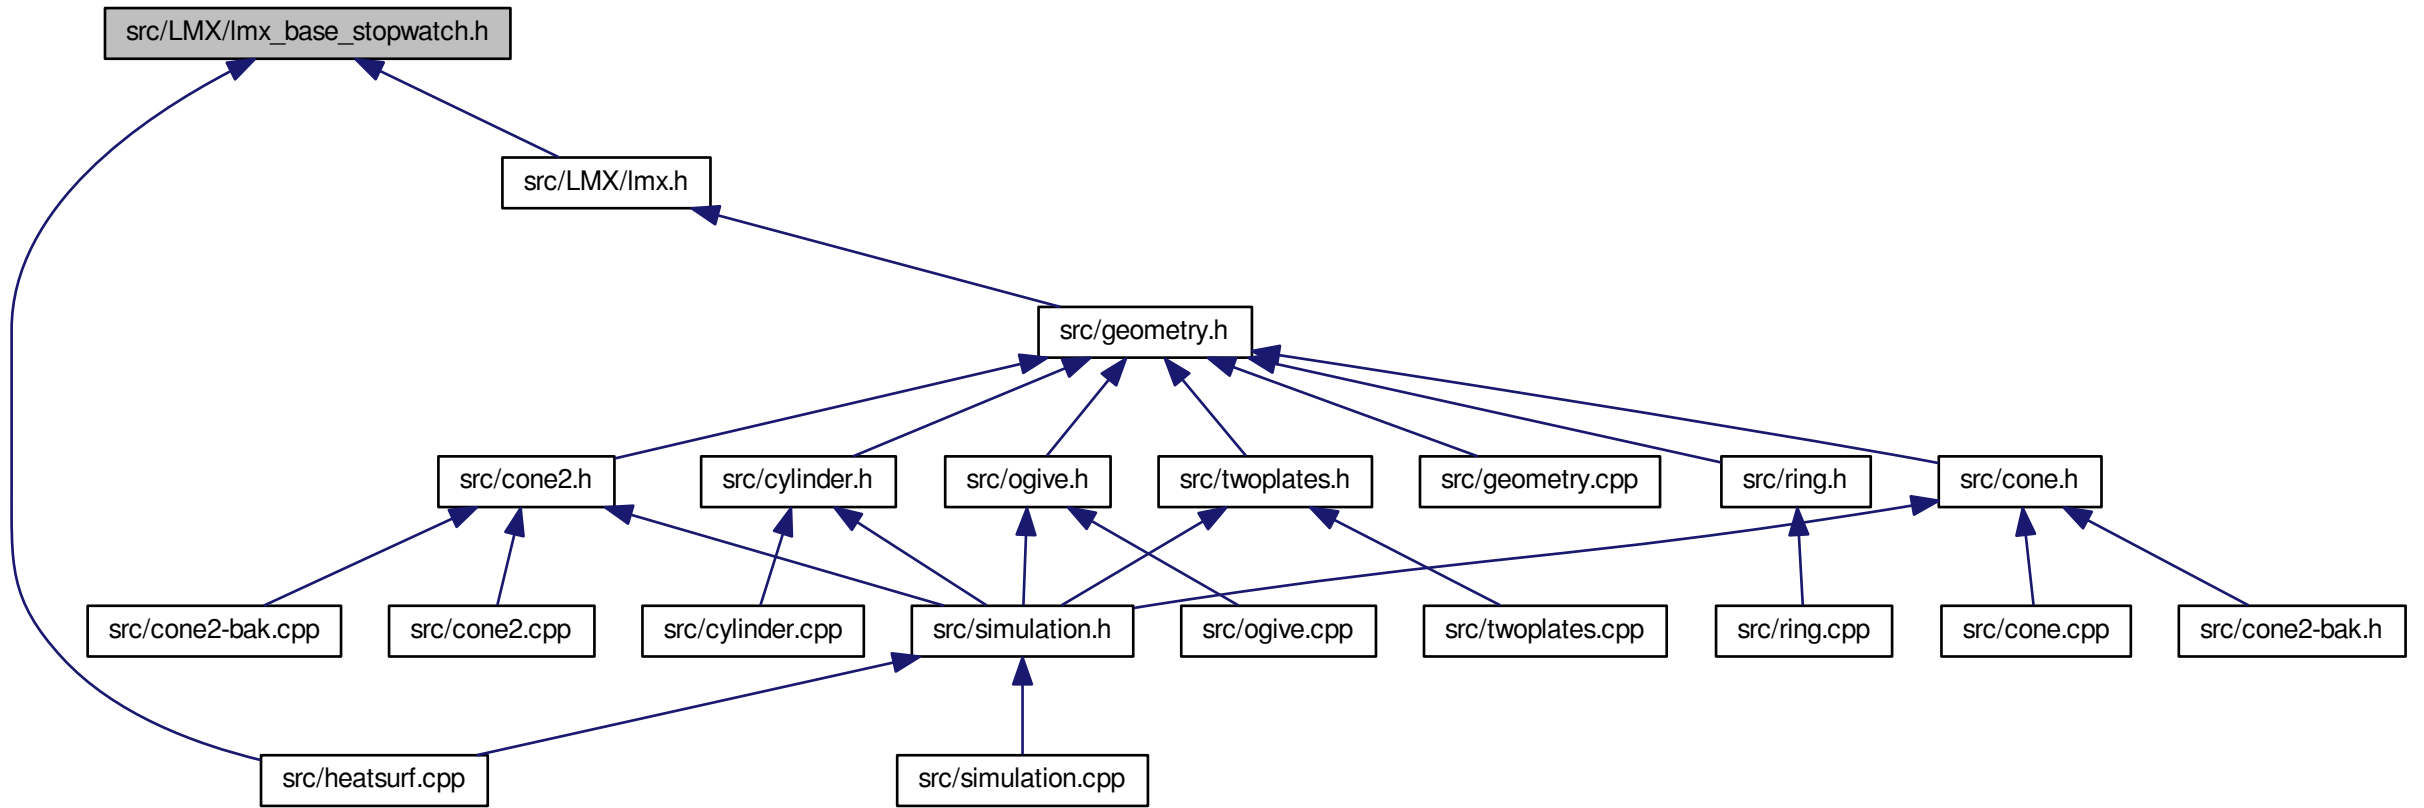 src/LMX/lmx_base_stopwatch.h
src/LMX/lmx.h
src/geometry.h
src/cone2.h
src/cylinder.h
src/ogive.h
src/twoplates.h
src/geometry.cpp
src/ring.h
src/cone.h
src/cone2-bak.cpp
src/cone2.cpp
src/cylinder.cpp
src/simulation.h
src/ogive.cpp
src/twoplates.cpp
src/ring.cpp
src/cone.cpp
src/cone2-bak.h
src/heatsurf.cpp
src/simulation.cpp